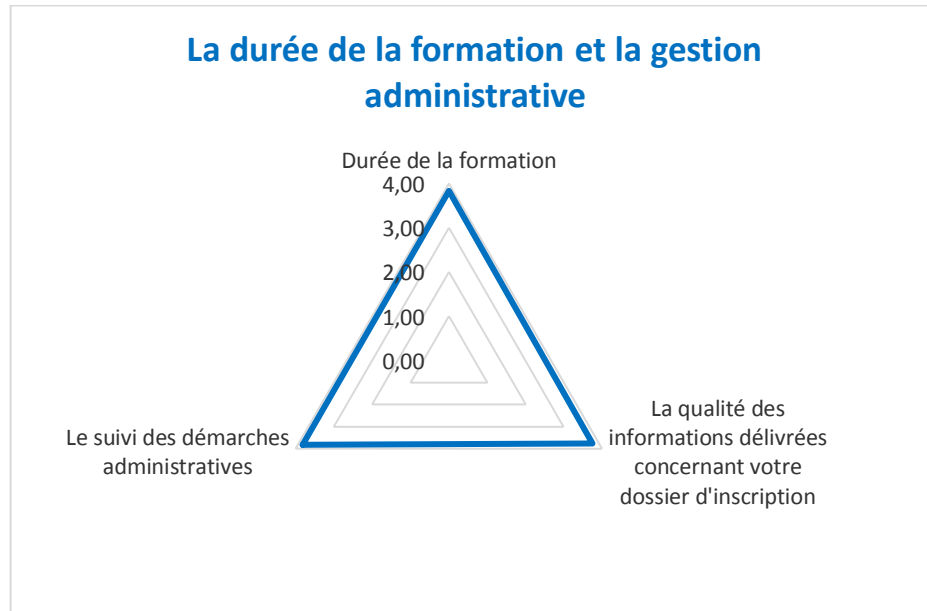 La durée de la formation et la gestion
administrative
Durée de la formation
4,00
3,00
2,00
1,00
0,00
La qualité des
informations délivrées
concernant votre
dossier d'inscription
Le suivi des démarches
administratives